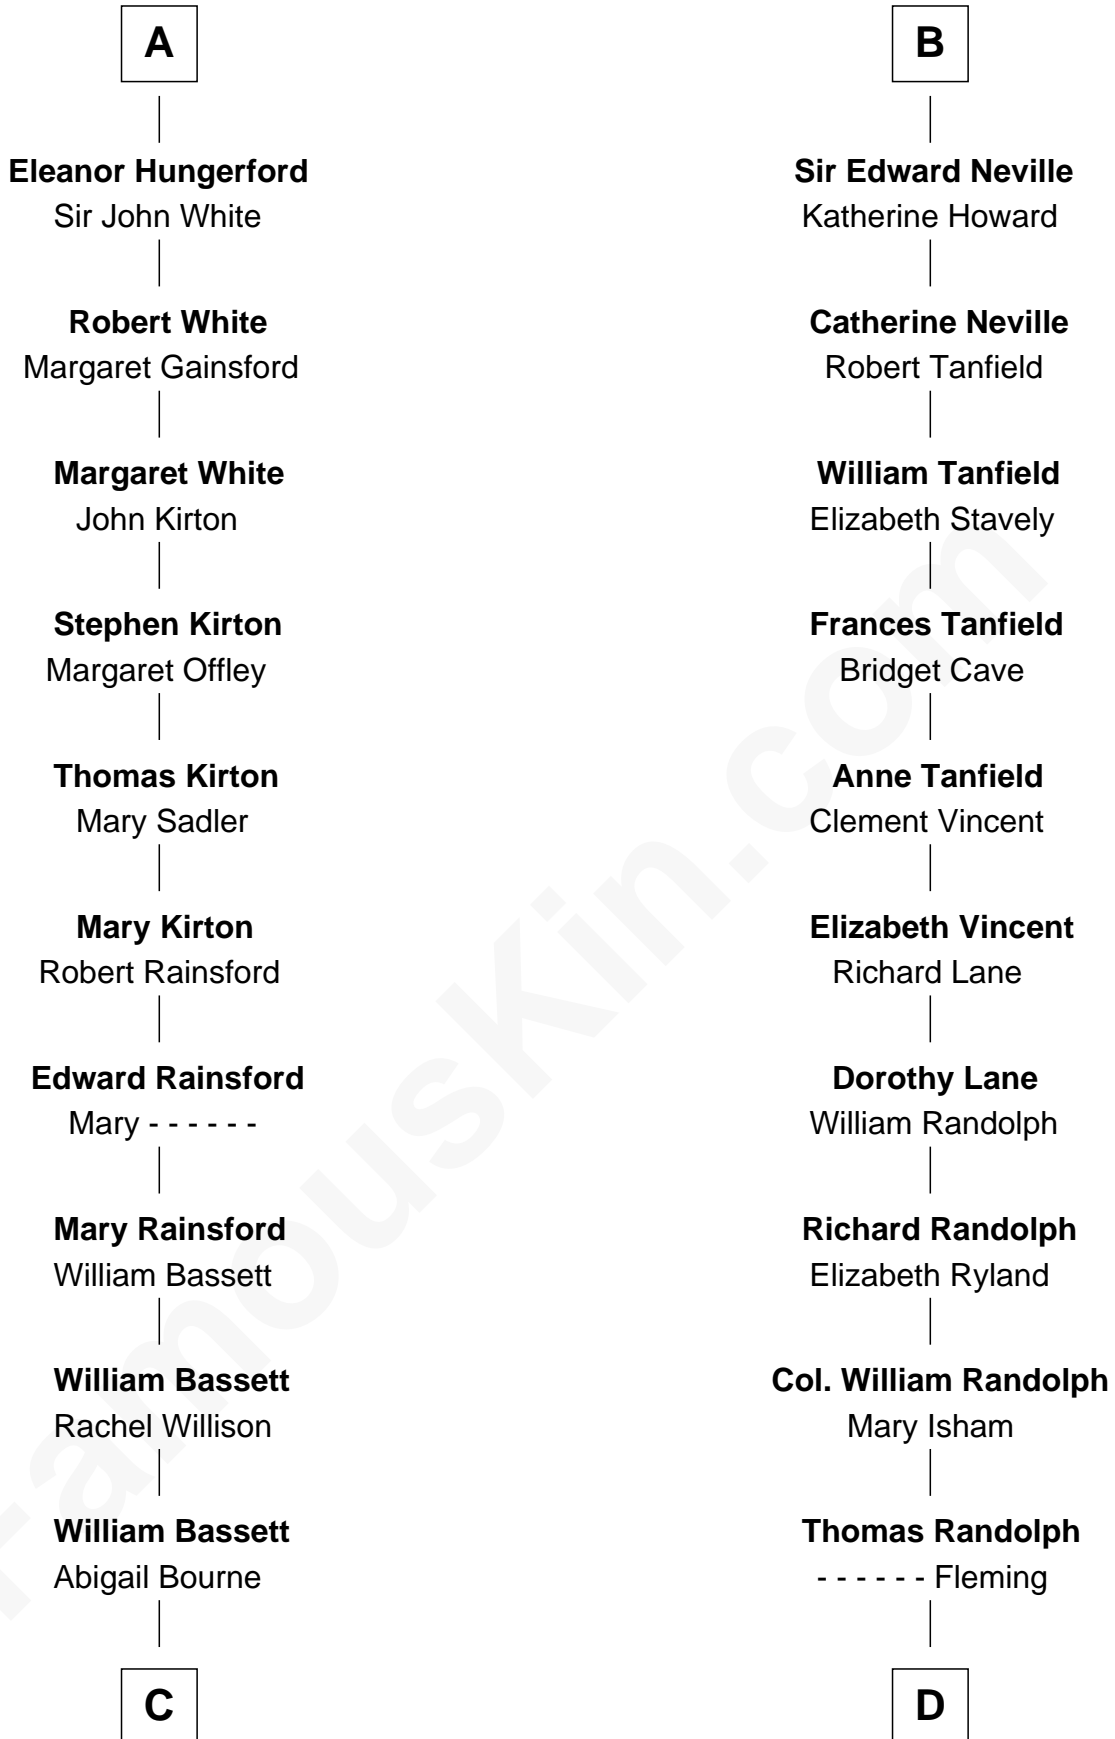 A
Eleanor Hungerford
Sir John White
Robert White
Margaret Gainsford
Margaret White
John Kirton
Stephen Kirton
Margaret Offley
Thomas Kirton
Mary Sadler
Mary Kirton
Robert Rainsford
Edward Rainsford
Mary - - - - - -
Mary Rainsford
William Bassett
William Bassett
Rachel Willison
William Bassett
Abigail Bourne
C
B
Sir Edward Neville
Katherine Howard
Catherine Neville
Robert Tanfield
William Tanfield
Elizabeth Stavely
Frances Tanfield
Bridget Cave
Anne Tanfield
Clement Vincent
Elizabeth Vincent
Richard Lane
Dorothy Lane
William Randolph
Richard Randolph
Elizabeth Ryland
Col. William Randolph
Mary Isham
Thomas Randolph
- - - - - - Fleming
D
FamousKin.com